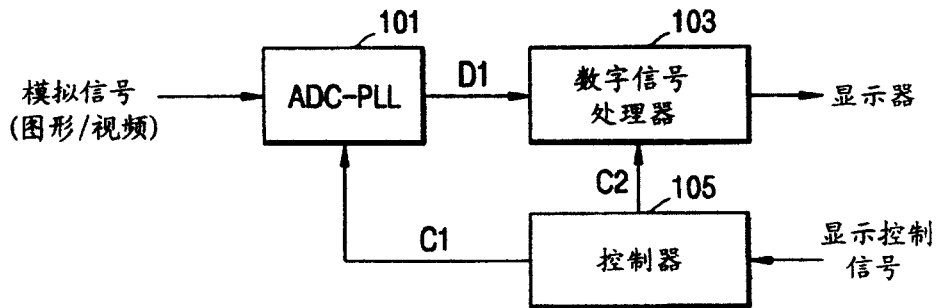 101
103
模拟信号
(图形/视频)
ADC-PLL
D1
数字信号
处理器
显示器
C2
105
C1
控制器
显示控制
信号